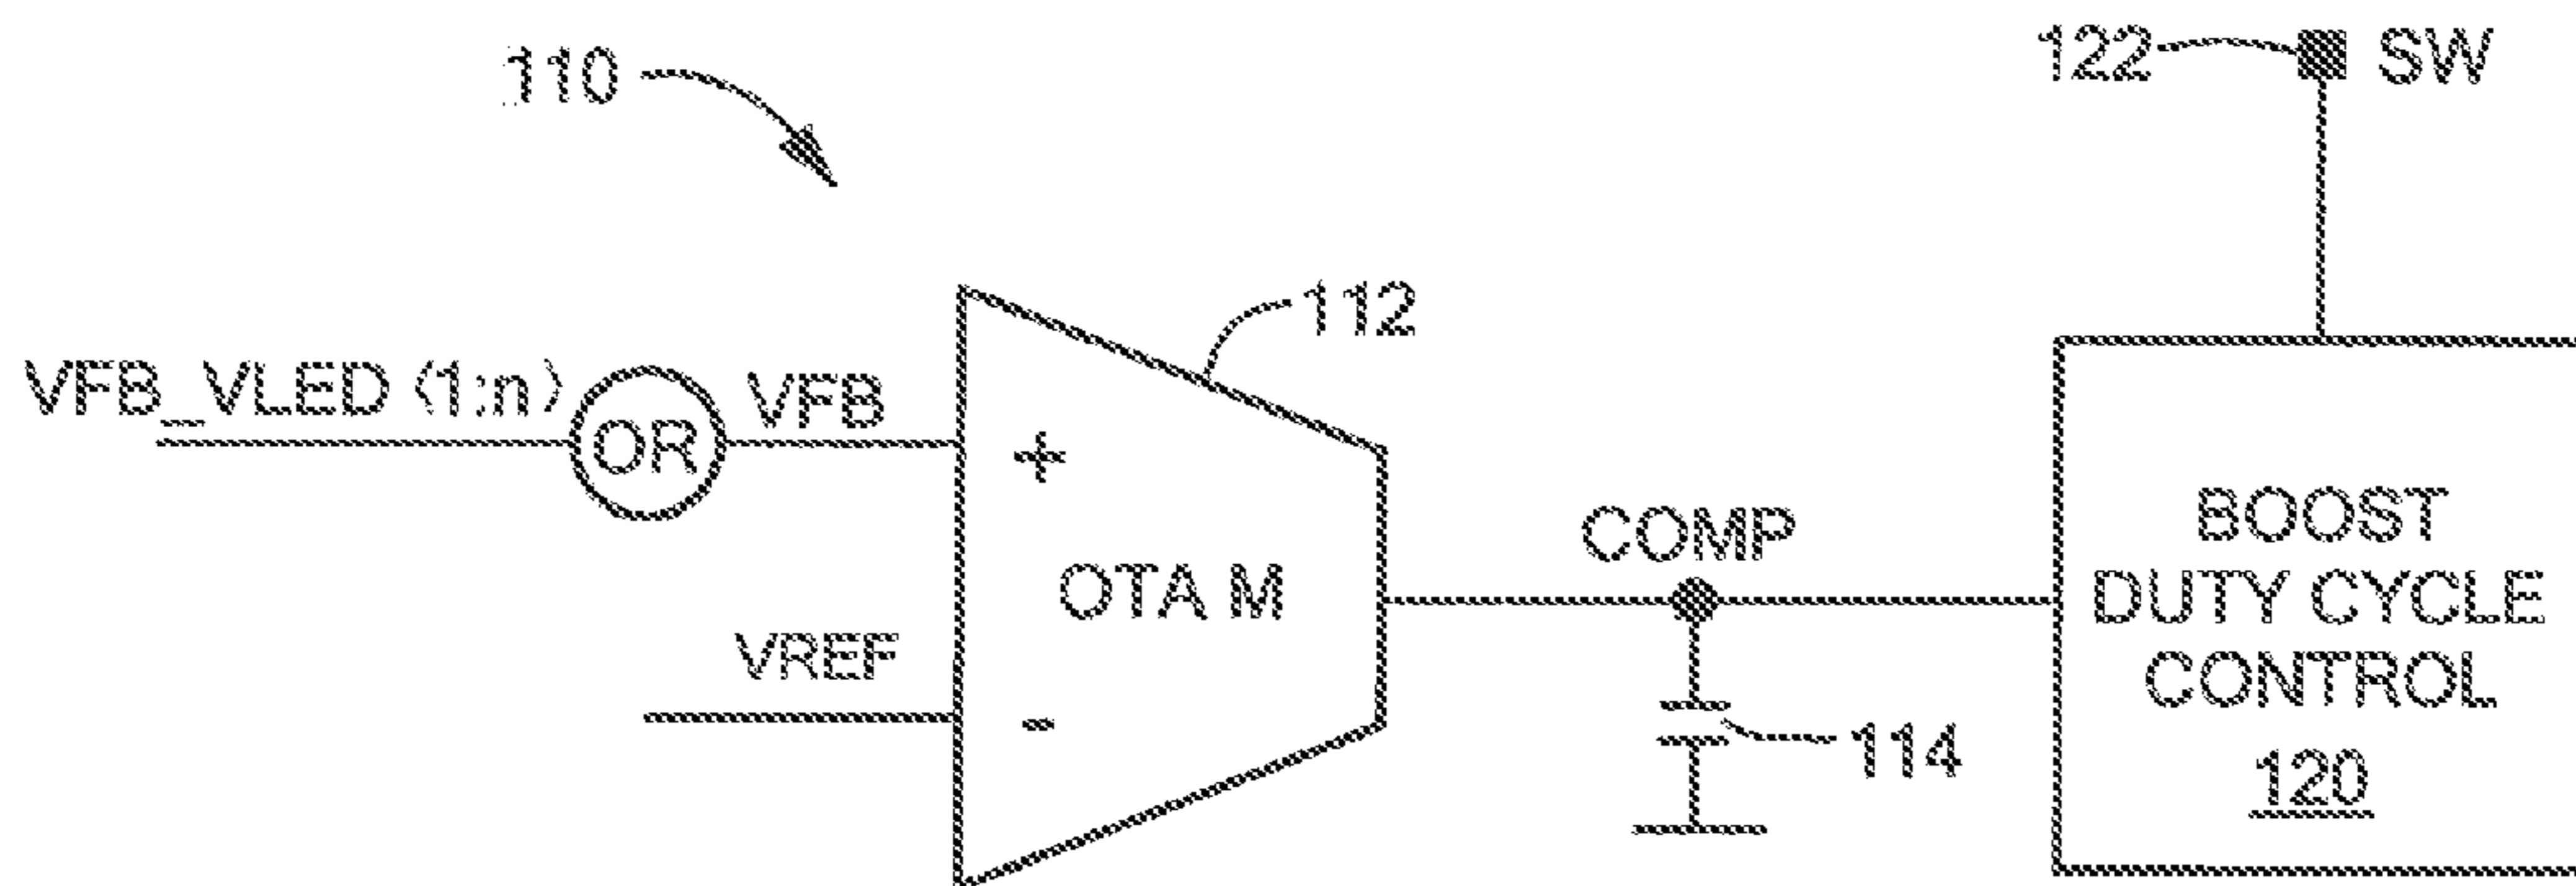 110
122 SW
112
VFB_VLED ⟨1:n⟩ OR VFB
+
OTA M
COMP
VREF
-
114
BOOST
DUTY CYCLE
CONTROL
120